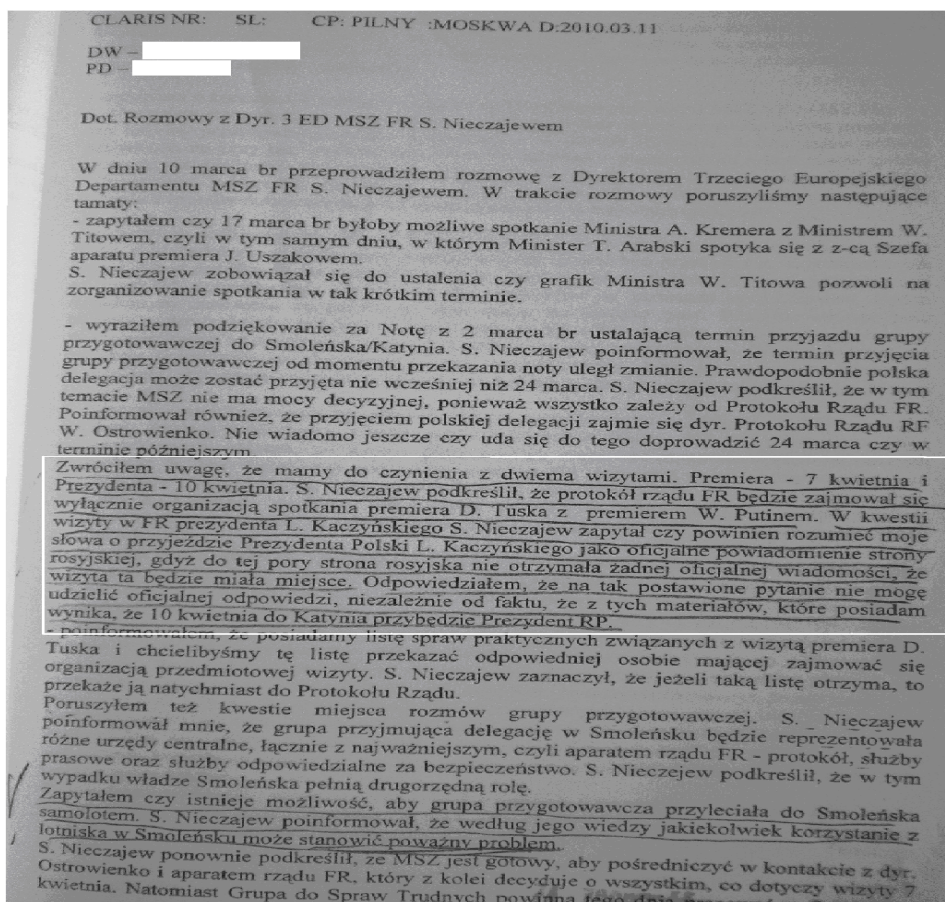 CLARIS NR: SL: CP: PILNY :MOSKWA D:2010.03.11
DW –
PD –
Dot. Rozmowy z Dyr. 3 ED MSZ FR S. Nieczajewem
W dniu 10 marca br przeprowadziłem rozmowę z Dyrektorem Trzeciego Europejskiego
Departamentu MSZ FR S. Nieczajewem. W trakcie rozmowy poruszyliśmy następujące
tamaty:
- zapytałem czy 17 marca br byłoby możliwe spotkanie Ministra A. Kremera z Ministrem W.
Titowem, czyli w tym samym dniu, w którym Minister T. Arabski spotyka się z z-cą Szefa
aparatu premiera J. Uszakowem.
S. Nieczajew zobowiązał się do ustalenia czy grafik Ministra W. Titowa pozwoli na
zorganizowanie spotkania w tak krótkim terminie.
- wyraziłem podziękowanie za Notę z 2 marca br ustalającą termin przyjazdu grupy
przygotowawczej do Smoleńska/Katynia. S. Nieczajew poinformował, że termin przyjęcia
grupy przygotowawczej od momentu przekazania noty uległ zmianie. Prawdopodobnie polska
delegacja może zostać przyjęta nie wcześniej niż 24 marca. S. Nieczajew podkreślił, że w tym
temacie MSZ nie ma mocy decyzyjnej, ponieważ wszystko zależy od Protokołu Rządu FR.
Poinformował również, że przyjęciem polskiej delegacji zajmie się dyr. Protokołu Rządu RF
W. Ostrowienko. Nie wiadomo jeszcze czy uda się do tego doprowadzić 24 marca czy w
terminie późniejszym.
Zwróciłem uwagę, że mamy do czynienia z dwiema wizytami. Premiera - 7 kwietnia i
Prezydenta - 10 kwietnia. S. Nieczajew podkreślił, że protokół rządu FR będzie zajmował się
wyłącznie organizacją spotkania premiera D. Tuska z premierem W. Putinem. W kwestii
wizyty w FR prezydenta L. Kaczyńskiego S. Nieczajew zapytał czy powinien rozumieć moje
słowa o przyjeździe Prezydenta Polski L. Kaczyńskiego jako oficjalne powiadomienie strony
rosyjskiej, gdyż do tej pory strona rosyjska nie otrzymała żadnej oficjalnej wiadomości, że
wizyta ta będzie miała miejsce. Odpowiedziałem, że na tak postawione pytanie nie mogę
udzielić oficjalnej odpowiedzi, niezależnie od faktu, że z tych materiałów, które posiadam
wynika, że 10 kwietnia do Katynia przybędzie Prezydent RP.
- poinformowałem, że posiadamy listę spraw praktycznych związanych z wizytą premiera D.
Tuska i chcielibyśmy tę listę przekazać odpowiedniej osobie mającej zajmować się
organizacją przedmiotowej wizyty. S. Nieczajew zaznaczył, że jeżeli taką listę otrzyma, to
przekaże ją natychmiast do Protokołu Rządu.
Poruszyłem też kwestie miejsca rozmów grupy przygotowawczej. S. Nieczajew
poinformował mnie, że grupa przyjmująca delegację w Smoleńsku będzie reprezentowała
różne urzędy centralne, łącznie z najważniejszym, czyli aparatem rządu FR - protokół, służby
prasowe oraz służby odpowiedzialne za bezpieczeństwo. S. Nieczejew podkreślił, że w tym
wypadku władze Smoleńska pełnią drugorzędną rolę.
Zapytałem czy istnieje możliwość, aby grupa przygotowawcza przyleciała do Smoleńska
samolotem. S. Nieczajew poinformował, że według jego wiedzy jakiekolwiek korzystanie z
lotniska w Smoleńsku może stanowić poważny problem.
S. Nieczajew ponownie podkreślił, że MSZ jest gotowy, aby pośredniczyć w kontakcie z dyr.
Ostrowienko i aparatem rządu FR, który z kolei decyduje o wszystkim, co dotyczy wizyty 7
kwietnia. Natomiast Grupa do Spraw Trudnych powinna tego dnia